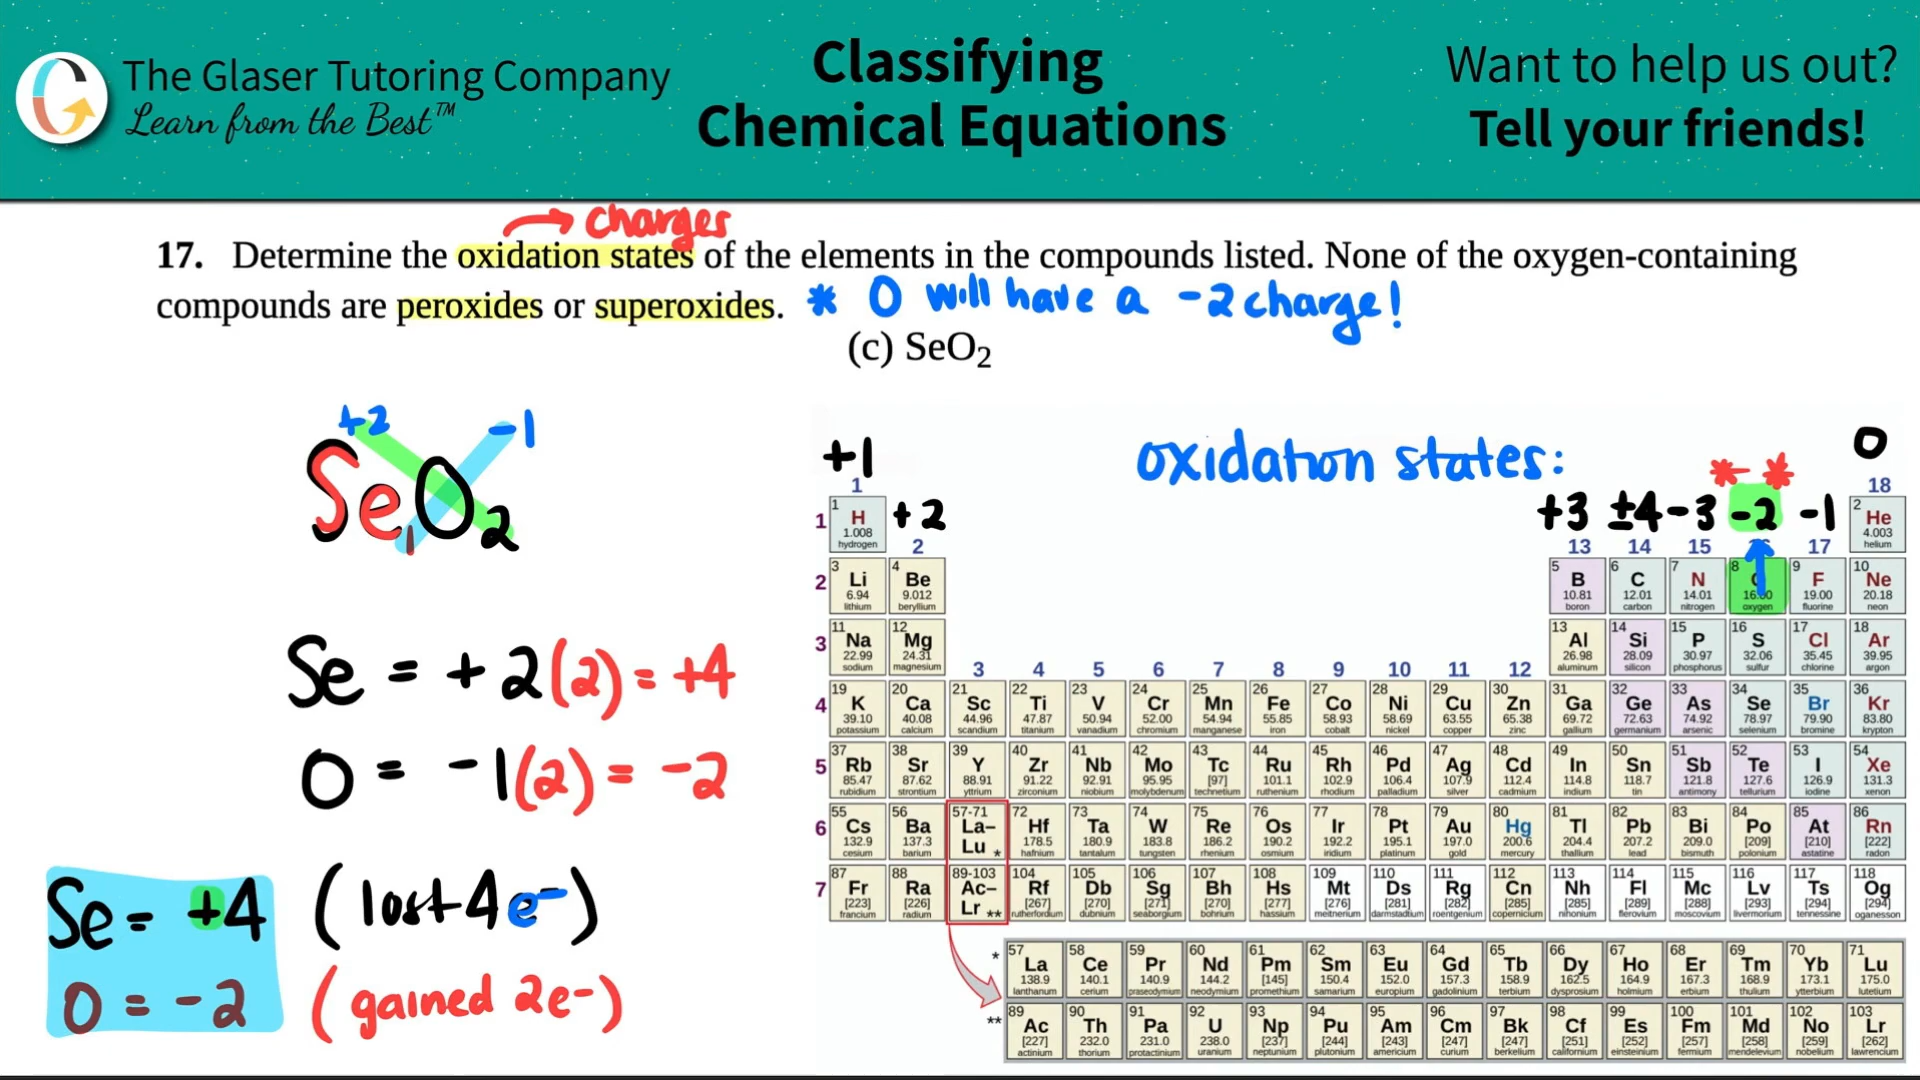 The Glaser Tutoring Company
Learn from the Best™
Classifying
Chemical Equations
Want to help us out?
Tell your friends!
charges
17. Determine the oxidation states of the elements in the compounds listed. None of the oxygen-containing
compounds are peroxides or superoxides. * O will have a -2 charge!
(c) SeO₂
+2 -1
Se₁O₂
Se = +2(2) = +4
O = -1(2) = -2
Se = +4 (lost 4e⁻)
O = -2 (gained 2e⁻)
oxidation states:
+1 0
1 18
+2 +3 ±4 -3 * -2 * -1
1 1 H 1.008 hydrogen 2 13 14 15 17 2 He 4.003 helium
2 3 Li 6.94 lithium 4 Be 9.012 beryllium 5 B 10.81 boron 6 C 12.01 carbon 7 N 14.01 nitrogen 8 oxygen 9 F 19.00 fluorine 10 Ne 20.18 neon
3 11 Na 22.99 sodium 12 Mg 24.31 magnesium 13 Al 26.98 aluminum 14 Si 28.09 silicon 15 P 30.97 phosphorus 16 S 32.06 sulfur 17 Cl 35.45 chlorine 18 Ar 39.95 argon
3 4 5 6 7 8 9 10 11 12
4 19 K 39.10 potassium 20 Ca 40.08 calcium 21 Sc 44.96 scandium 22 Ti 47.87 titanium 23 V 50.94 vanadium 24 Cr 52.00 chromium 25 Mn 54.94 manganese 26 Fe 55.85 iron 27 Co 58.93 cobalt 28 Ni 58.69 nickel 29 Cu 63.55 copper 30 Zn 65.38 zinc 31 Ga 69.72 gallium 32 Ge 72.63 germanium 33 As 74.92 arsenic 34 Se 78.97 selenium 35 Br 79.90 bromine 36 Kr 83.80 krypton
5 37 Rb 85.47 rubidium 38 Sr 87.62 strontium 39 Y 88.91 yttrium 40 Zr 91.22 zirconium 41 Nb 92.91 niobium 42 Mo 95.95 molybdenum 43 Tc [97] technetium 44 Ru 101.1 ruthenium 45 Rh 102.9 rhodium 46 Pd 106.4 palladium 47 Ag 107.9 silver 48 Cd 112.4 cadmium 49 In 114.8 indium 50 Sn 118.7 tin 51 Sb 121.8 antimony 52 Te 127.6 tellurium 53 I 126.9 iodine 54 Xe 131.3 xenon
6 55 Cs 132.9 cesium 56 Ba 137.3 barium 57-71 La–Lu * 72 Hf 178.5 hafnium 73 Ta 180.9 tantalum 74 W 183.8 tungsten 75 Re 186.2 rhenium 76 Os 190.2 osmium 77 Ir 192.2 iridium 78 Pt 195.1 platinum 79 Au 197.0 gold 80 Hg 200.6 mercury 81 Tl 204.4 thallium 82 Pb 207.2 lead 83 Bi 209.0 bismuth 84 Po [209] polonium 85 At [210] astatine 86 Rn [222] radon
7 87 Fr [223] francium 88 Ra [226] radium 89-103 Ac–Lr ** 104 Rf [267] rutherfordium 105 Db [270] dubnium 106 Sg [271] seaborgium 107 Bh [270] bohrium 108 Hs [277] hassium 109 Mt [276] meitnerium 110 Ds [281] darmstadtium 111 Rg [282] roentgenium 112 Cn [285] copernicium 113 Nh [285] nihonium 114 Fl [289] flerovium 115 Mc [288] moscovium 116 Lv [293] livermorium 117 Ts [294] tennessine 118 Og [294] oganesson
* 57 La 138.9 lanthanum 58 Ce 140.1 cerium 59 Pr 140.9 praseodymium 60 Nd 144.2 neodymium 61 Pm [145] promethium 62 Sm 150.4 samarium 63 Eu 152.0 europium 64 Gd 157.3 gadolinium 65 Tb 158.9 terbium 66 Dy 162.5 dysprosium 67 Ho 164.9 holmium 68 Er 167.3 erbium 69 Tm 168.9 thulium 70 Yb 173.1 ytterbium 71 Lu 175.0 lutetium
** 89 Ac [227] actinium 90 Th 232.0 thorium 91 Pa 231.0 protactinium 92 U 238.0 uranium 93 Np [237] neptunium 94 Pu [244] plutonium 95 Am [243] americium 96 Cm [247] curium 97 Bk [247] berkelium 98 Cf [251] californium 99 Es [252] einsteinium 100 Fm [257] fermium 101 Md [258] mendelevium 102 No [259] nobelium 103 Lr [262] lawrencium